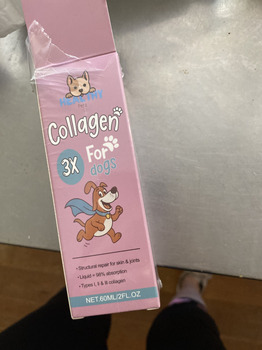 Collagen
3X
For
dogs
• Structural repair for skin & joints
• Liquid = 98% absorption
• Types I, II & III collagen
NET 60ML/2FL.OZ